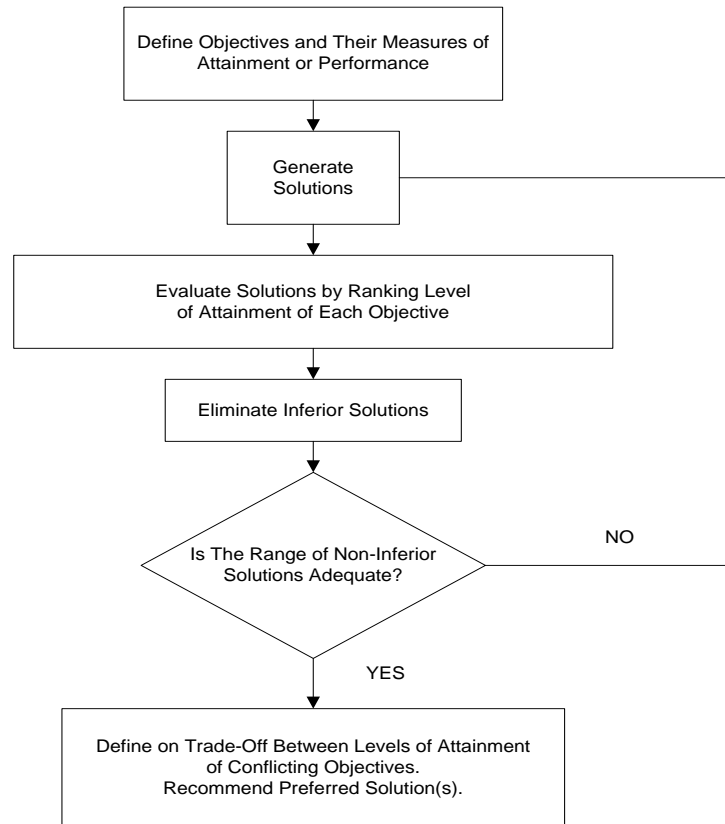 Define Objectives and Their Measures of
Attainment or Performance
Generate
Solutions
Evaluate Solutions by Ranking Level
of Attainment of Each Objective
Eliminate Inferior Solutions
Is The Range of Non-Inferior
Solutions Adequate?
NO
YES
Define on Trade-Off Between Levels of Attainment
of Conflicting Objectives.
Recommend Preferred Solution(s).